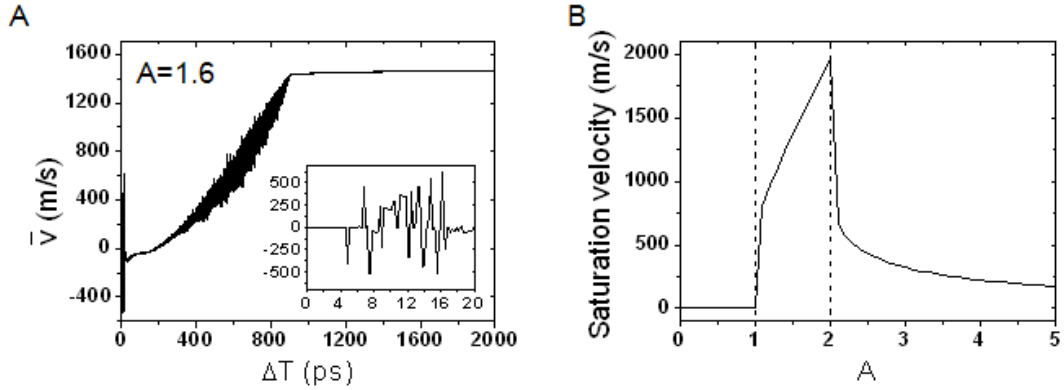 A
B
1600
1200
800
400
0
-400
A=1.6
v̄ (m/s)
500
250
0
-250
-500
0 4 8 12 16 20
0 400 800 1200 1600 2000
ΔT (ps)
2000
1500
1000
500
0
Saturation velocity (m/s)
0 1 2 3 4 5
A